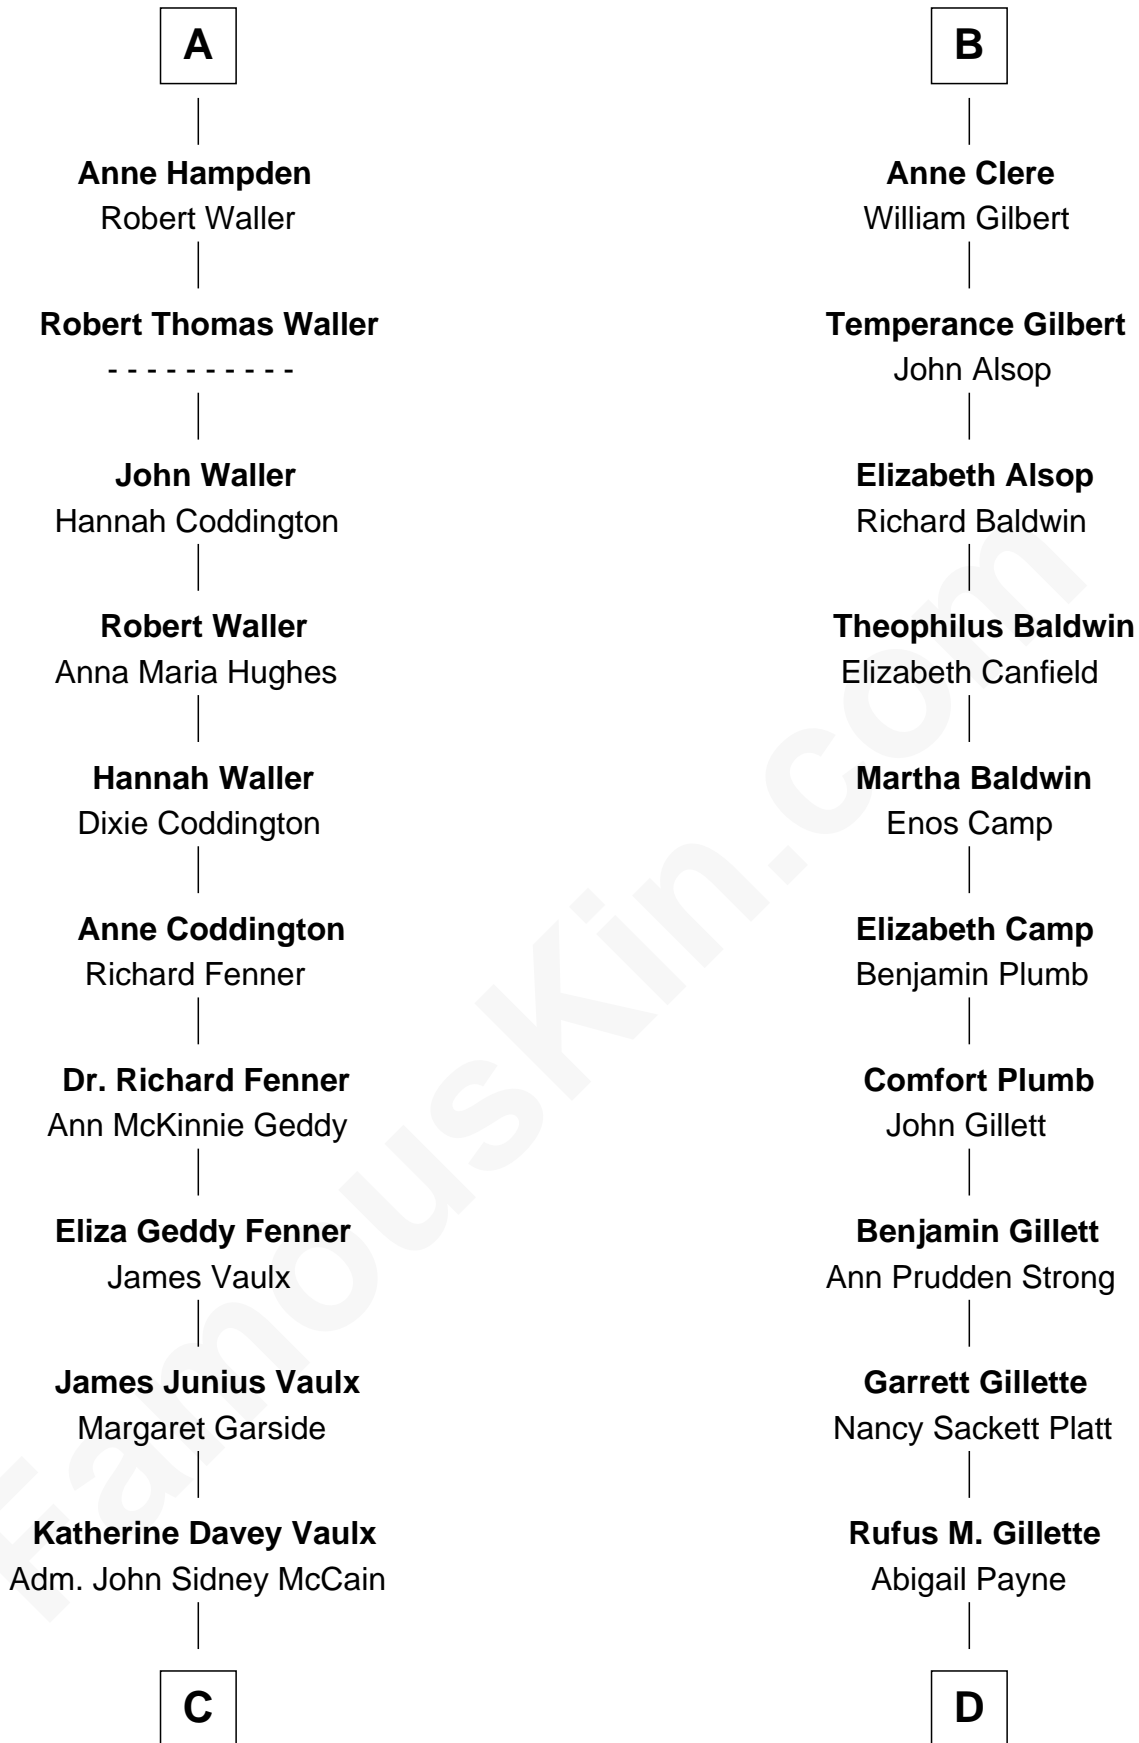 A
Anne Hampden
Robert Waller
Robert Thomas Waller
- - - - - - - - - -
John Waller
Hannah Coddington
Robert Waller
Anna Maria Hughes
Hannah Waller
Dixie Coddington
Anne Coddington
Richard Fenner
Dr. Richard Fenner
Ann McKinnie Geddy
Eliza Geddy Fenner
James Vaulx
James Junius Vaulx
Margaret Garside
Katherine Davey Vaulx
Adm. John Sidney McCain
C
B
Anne Clere
William Gilbert
Temperance Gilbert
John Alsop
Elizabeth Alsop
Richard Baldwin
Theophilus Baldwin
Elizabeth Canfield
Martha Baldwin
Enos Camp
Elizabeth Camp
Benjamin Plumb
Comfort Plumb
John Gillett
Benjamin Gillett
Ann Prudden Strong
Garrett Gillette
Nancy Sackett Platt
Rufus M. Gillette
Abigail Payne
D
FamousKin.com